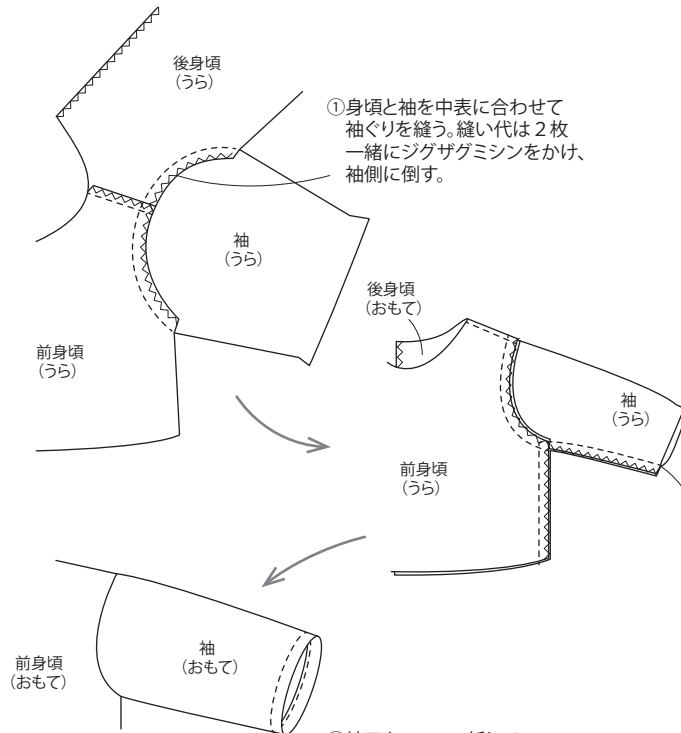 後身頃
(うら)
①身頃と袖を中表に合わせて
袖ぐりを縫う。縫い代は2枚
一緒にジグザグミシンをかけ、
袖側に倒す。
袖
(うら)
前身頃
(うら)
後身頃
(おもて)
袖
(うら)
前身頃
(うら)
袖
(おもて)
前身頃
(おもて)